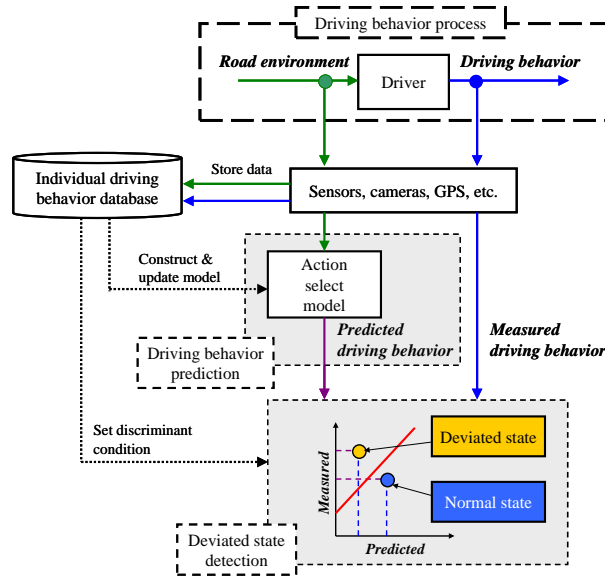 Driving behavior process
Road environment
Driving behavior
Driver
Store data
Individual driving
behavior database
Sensors, cameras, GPS, etc.
Construct &
update model
Action
select
model
Predicted
driving behavior
Measured
driving behavior
Driving behavior
prediction
Set discriminant
condition
Deviated state
Normal state
Measured
Predicted
Deviated state
detection